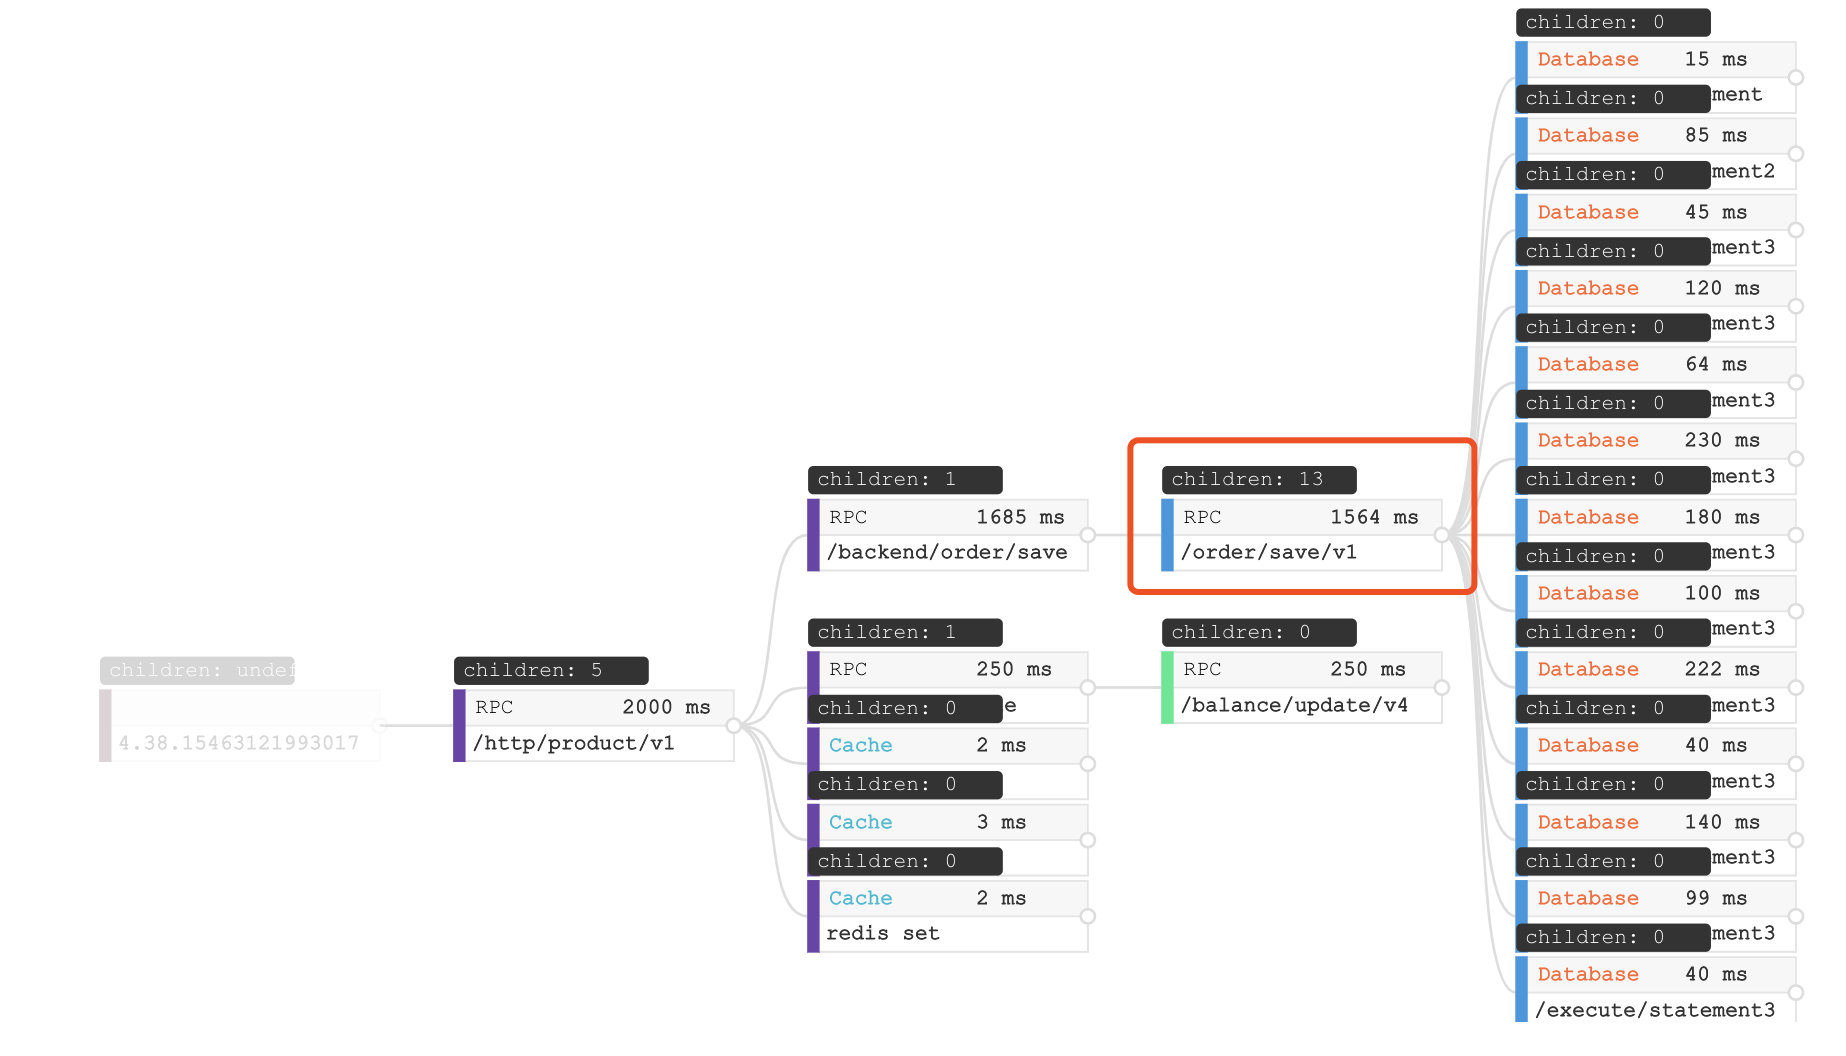 children: undef
4.38.15463121993017
children: 5
RPC 2000 ms
/http/product/v1
children: 1
RPC 1685 ms
/backend/order/save
children: 1
RPC 250 ms
children: 0 e
Cache 2 ms
children: 0
Cache 3 ms
children: 0
Cache 2 ms
redis set
children: 13
RPC 1564 ms
/order/save/v1
children: 0
RPC 250 ms
/balance/update/v4
children: 0
Database 15 ms
children: 0 ment
Database 85 ms
children: 0 ment2
Database 45 ms
children: 0 ment3
Database 120 ms
children: 0 ment3
Database 64 ms
children: 0 ment3
Database 230 ms
children: 0 ment3
Database 180 ms
children: 0 ment3
Database 100 ms
children: 0 ment3
Database 222 ms
children: 0 ment3
Database 40 ms
children: 0 ment3
Database 140 ms
children: 0 ment3
Database 99 ms
children: 0 ment3
Database 40 ms
/execute/statement3